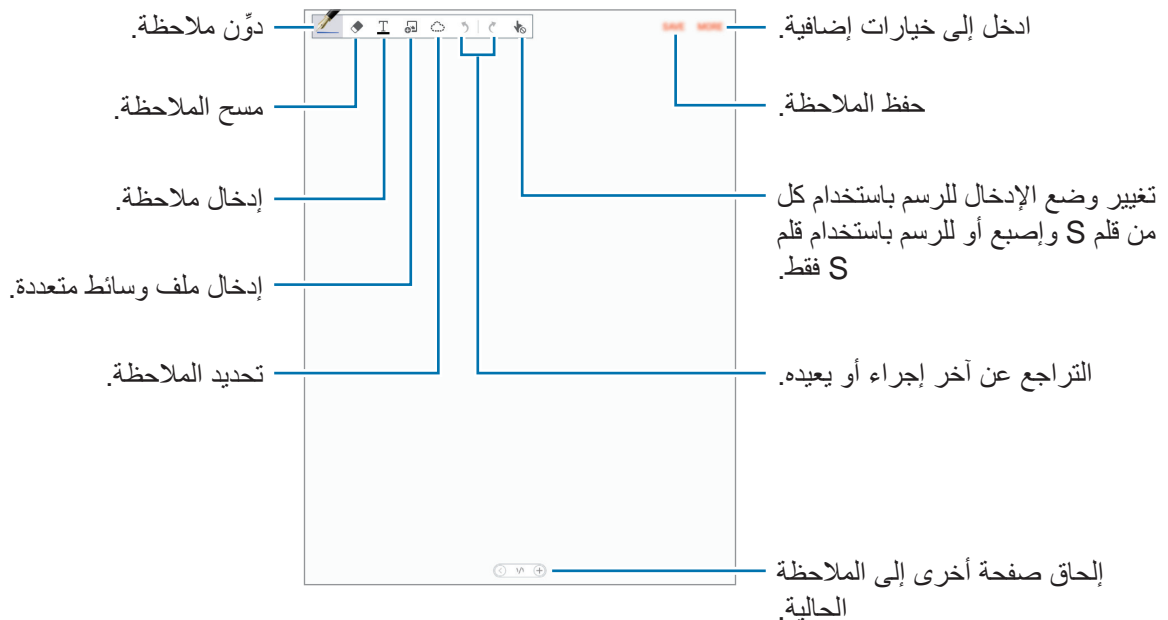 دوِّن ملاحظة.
مسح الملاحظة.
إدخال ملاحظة.
إدخال ملف وسائط متعددة.
تحديد الملاحظة.
T
SAVE MORE
1/1
ادخل إلى خيارات إضافية.
حفظ الملاحظة.
تغيير وضع الإدخال للرسم باستخدام كل
من قلم S وإصبع أو للرسم باستخدام قلم
S فقط.
التراجع عن آخر إجراء أو يعيده.
إلحاق صفحة أخرى إلى الملاحظة
الحالية.